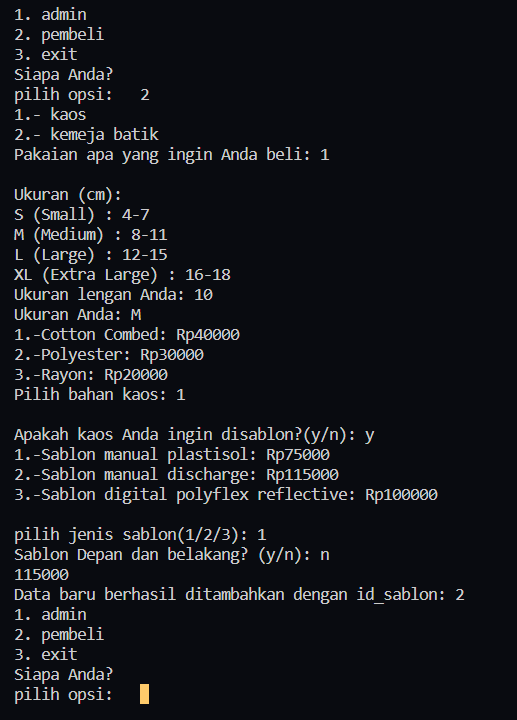 1. admin
2. pembeli
3. exit
Siapa Anda?
pilih opsi:   2
1.- kaos
2.- kemeja batik
Pakaian apa yang ingin Anda beli: 1

Ukuran (cm):
S (Small) : 4-7
M (Medium) : 8-11
L (Large) : 12-15
XL (Extra Large) : 16-18
Ukuran lengan Anda: 10
Ukuran Anda: M
1.-Cotton Combed: Rp40000
2.-Polyester: Rp30000
3.-Rayon: Rp20000
Pilih bahan kaos: 1

Apakah kaos Anda ingin disablon?(y/n): y
1.-Sablon manual plastisol: Rp75000
2.-Sablon manual discharge: Rp115000
3.-Sablon digital polyflex reflective: Rp100000

pilih jenis sablon(1/2/3): 1
Sablon Depan dan belakang? (y/n): n
115000
Data baru berhasil ditambahkan dengan id_sablon: 2
1. admin
2. pembeli
3. exit
Siapa Anda?
pilih opsi: